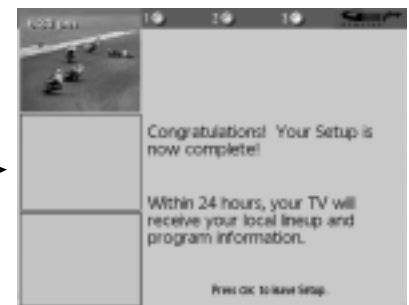 Congratulations! Your Setup is
now complete!
Within 24 hours, your TV will
receive your local lineup and
program information.
Press OK to leave Setup.